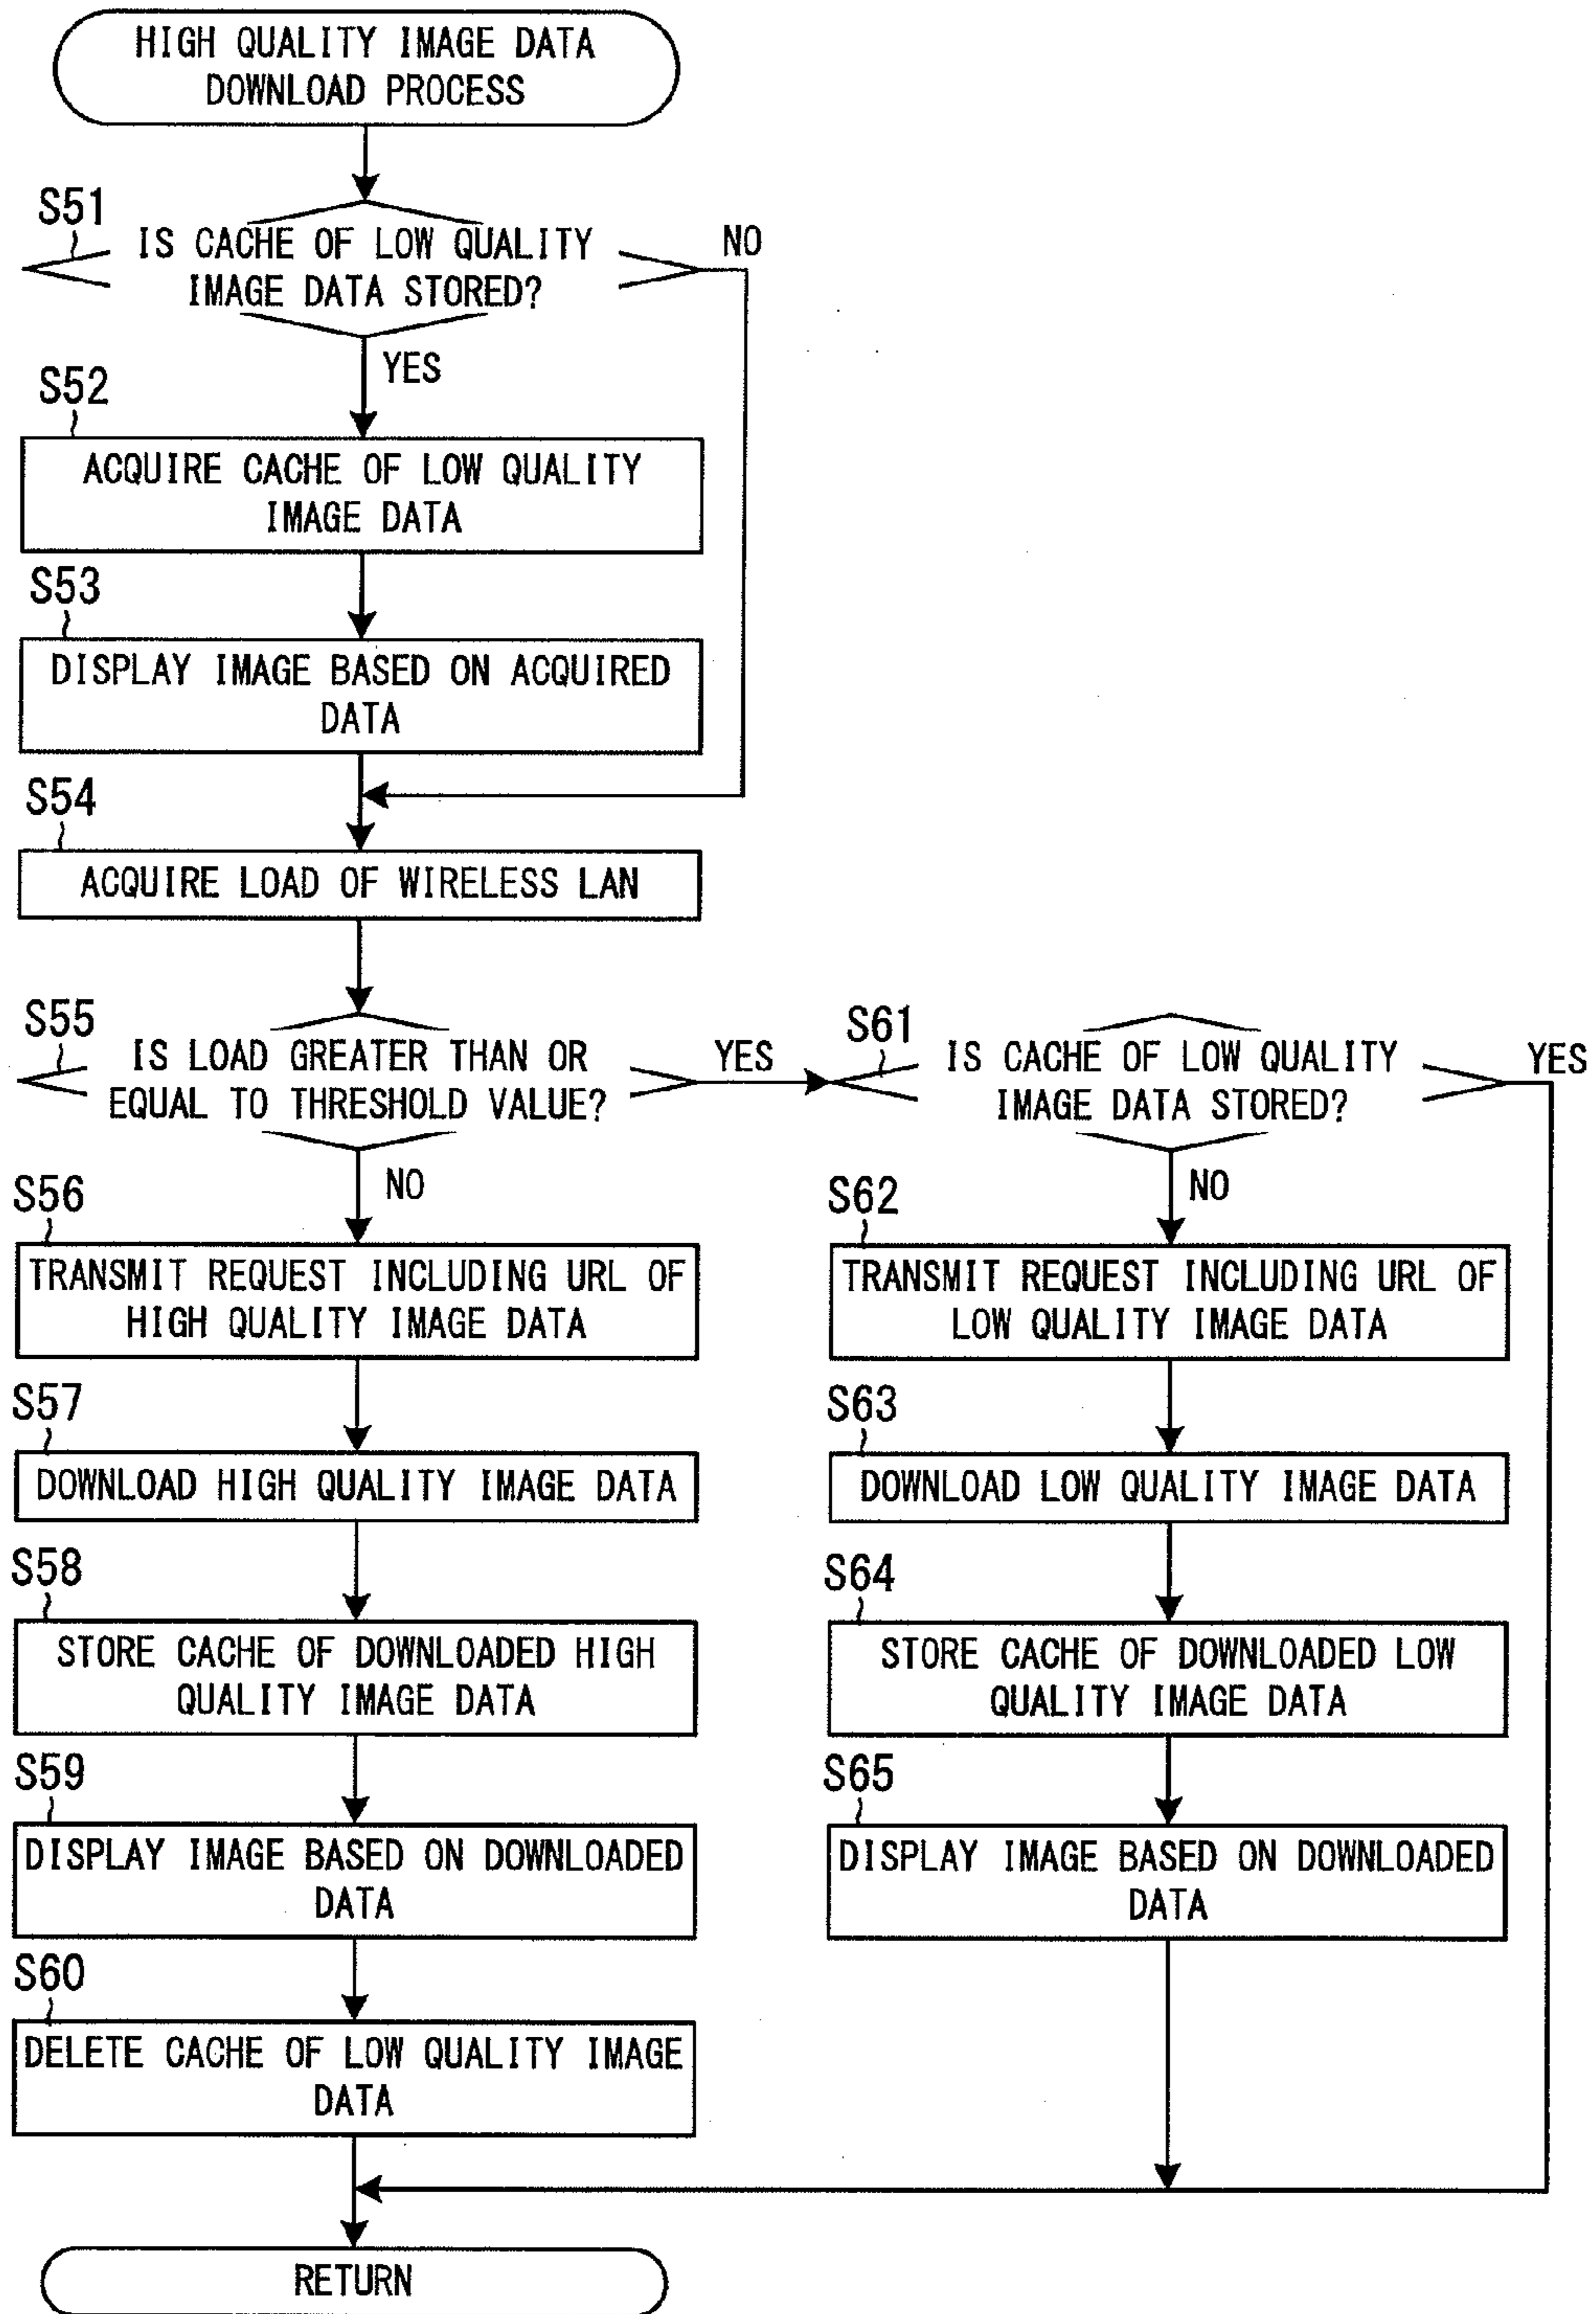 HIGH QUALITY IMAGE DATA
DOWNLOAD PROCESS
S51
IS CACHE OF LOW QUALITY
IMAGE DATA STORED?
NO
YES
S52
ACQUIRE CACHE OF LOW QUALITY
IMAGE DATA
S53
DISPLAY IMAGE BASED ON ACQUIRED
DATA
S54
ACQUIRE LOAD OF WIRELESS LAN
S55
IS LOAD GREATER THAN OR
EQUAL TO THRESHOLD VALUE?
YES
NO
S56
TRANSMIT REQUEST INCLUDING URL OF
HIGH QUALITY IMAGE DATA
S57
DOWNLOAD HIGH QUALITY IMAGE DATA
S58
STORE CACHE OF DOWNLOADED HIGH
QUALITY IMAGE DATA
S59
DISPLAY IMAGE BASED ON DOWNLOADED
DATA
S60
DELETE CACHE OF LOW QUALITY IMAGE
DATA
S61
IS CACHE OF LOW QUALITY
IMAGE DATA STORED?
YES
NO
S62
TRANSMIT REQUEST INCLUDING URL OF
LOW QUALITY IMAGE DATA
S63
DOWNLOAD LOW QUALITY IMAGE DATA
S64
STORE CACHE OF DOWNLOADED LOW
QUALITY IMAGE DATA
S65
DISPLAY IMAGE BASED ON DOWNLOADED
DATA
RETURN